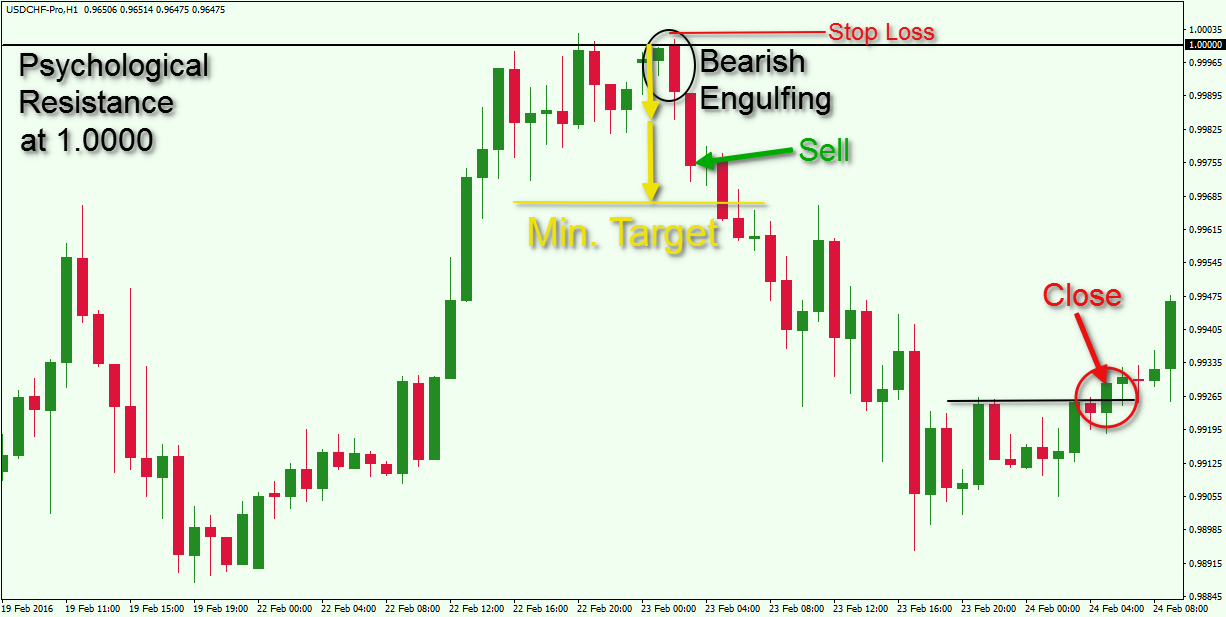 USDCHF-Pro,H1 0.96506 0.96514 0.96475 0.96475
Stop Loss
Psychological
Resistance
at 1.0000
Bearish
Engulfing
Sell
Min. Target
Close
1.00035
1.00000
0.99965
0.99895
0.99825
0.99755
0.99685
0.99615
0.99545
0.99475
0.99405
0.99335
0.99265
0.99195
0.99125
0.99055
0.98985
0.98915
0.98845
19 Feb 2016 19 Feb 11:00 19 Feb 15:00 19 Feb 19:00 22 Feb 00:00 22 Feb 04:00 22 Feb 08:00 22 Feb 12:00 22 Feb 16:00 22 Feb 20:00 23 Feb 00:00 23 Feb 04:00 23 Feb 08:00 23 Feb 12:00 23 Feb 16:00 23 Feb 20:00 24 Feb 00:00 24 Feb 04:00 24 Feb 08:00